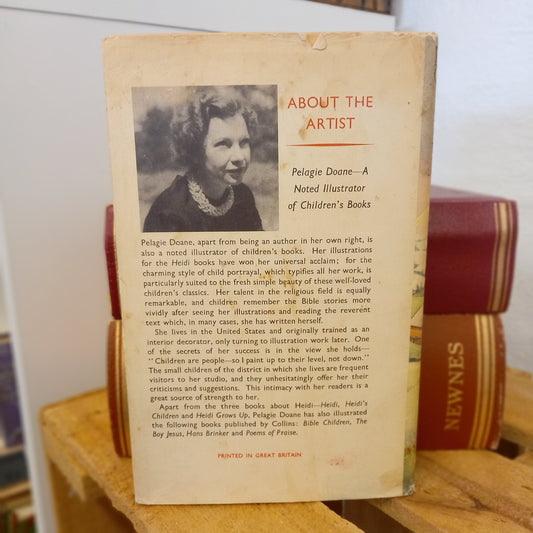 ABOUT THE
ARTIST
Pelagie Doane—A
Noted Illustrator
of Children's Books
Pelagie Doane, apart from being an author in her own right, is
also a noted illustrator of children's books. Her illustrations
for the Heidi books have won her universal acclaim; for the
charming style of child portrayal, which typifies all her work, is
particularly suited to the fresh simple beauty of these well-loved
children's classics. Her talent in the religious field is equally
remarkable, and children remember the Bible stories more
vividly after seeing her illustrations and reading the reverent
text which, in many cases, she has written herself.
She lives in the United States and originally trained as an
interior decorator, only turning to illustration work later. One
of the secrets of her success is in the view she holds—
"Children are people—so I paint up to their level, not down."
The small children of the district in which she lives are frequent
visitors to her studio, and they unhesitatingly offer her their
criticisms and suggestions. This intimacy with her readers is a
great source of strength to her.
Apart from the three books about Heidi—Heidi, Heidi's
Children and Heidi Grows Up, Pelagie Doane has also illustrated
the following books published by Collins: Bible Children, The
Boy Jesus, Hans Brinker and Poems of Praise.
PRINTED IN GREAT BRITAIN
NEWNES